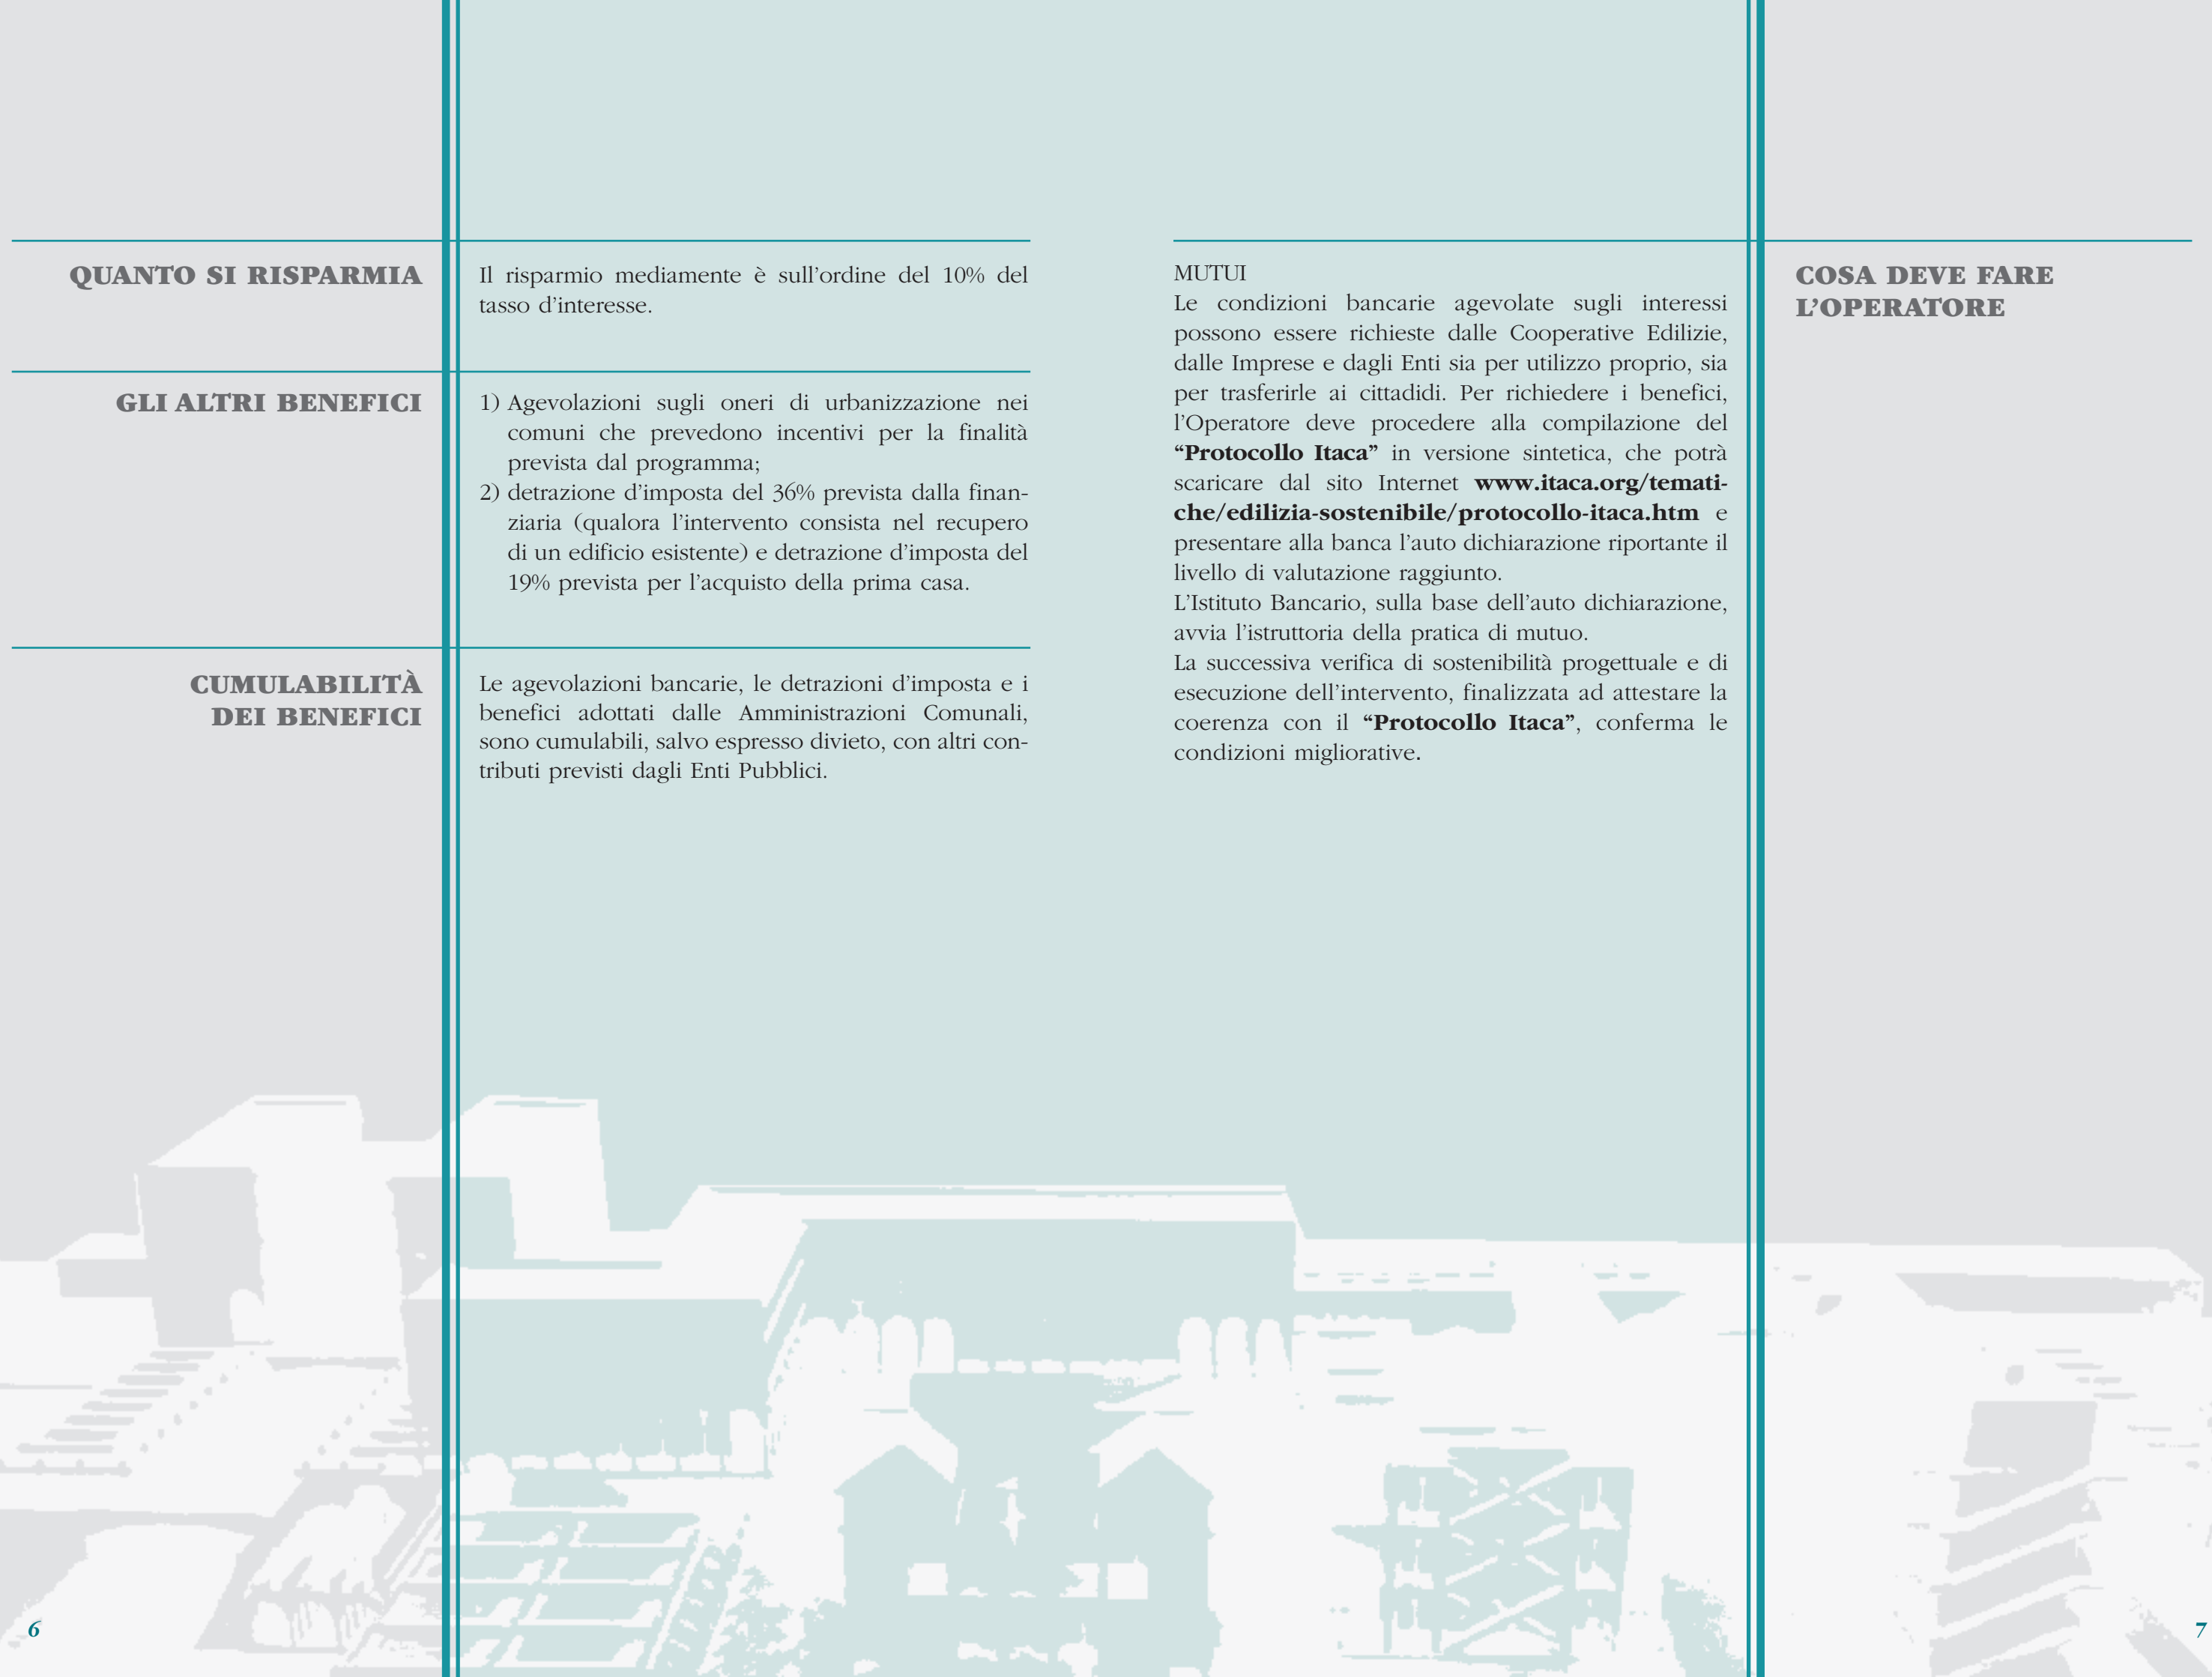 QUANTO SI RISPARMIA
Il risparmio mediamente è sull’ordine del 10% del
tasso d’interesse.
GLI ALTRI BENEFICI
1) Agevolazioni sugli oneri di urbanizzazione nei
comuni che prevedono incentivi per la finalità
prevista dal programma;
2) detrazione d’imposta del 36% prevista dalla finan-
ziaria (qualora l’intervento consista nel recupero
di un edificio esistente) e detrazione d’imposta del
19% prevista per l’acquisto della prima casa.
CUMULABILITÀ
DEI BENEFICI
Le agevolazioni bancarie, le detrazioni d’imposta e i
benefici adottati dalle Amministrazioni Comunali,
sono cumulabili, salvo espresso divieto, con altri con-
tributi previsti dagli Enti Pubblici.
6
COSA DEVE FARE
L’OPERATORE
MUTUI
Le condizioni bancarie agevolate sugli interessi
possono essere richieste dalle Cooperative Edilizie,
dalle Imprese e dagli Enti sia per utilizzo proprio, sia
per trasferirle ai cittadidi. Per richiedere i benefici,
l’Operatore deve procedere alla compilazione del
“Protocollo Itaca” in versione sintetica, che potrà
scaricare dal sito Internet www.itaca.org/temati-
che/edilizia-sostenibile/protocollo-itaca.htm e
presentare alla banca l’auto dichiarazione riportante il
livello di valutazione raggiunto.
L’Istituto Bancario, sulla base dell’auto dichiarazione,
avvia l’istruttoria della pratica di mutuo.
La successiva verifica di sostenibilità progettuale e di
esecuzione dell’intervento, finalizzata ad attestare la
coerenza con il “Protocollo Itaca”, conferma le
condizioni migliorative.
7